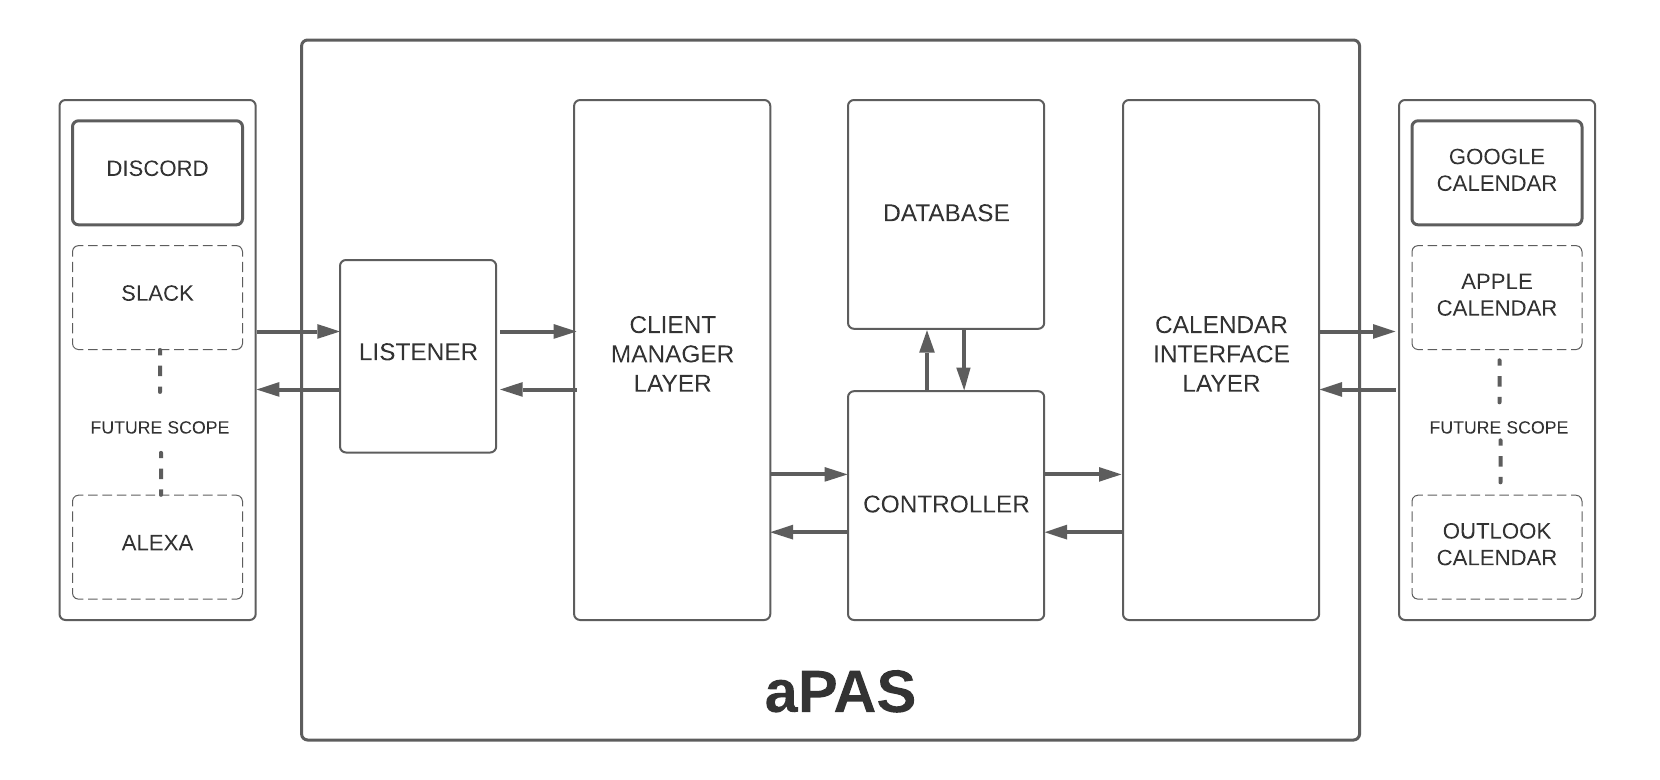 DISCORD
SLACK
FUTURE SCOPE
ALEXA
LISTENER
CLIENT
MANAGER
LAYER
DATABASE
CONTROLLER
CALENDAR
INTERFACE
LAYER
GOOGLE
CALENDAR
APPLE
CALENDAR
FUTURE SCOPE
OUTLOOK
CALENDAR
aPAS